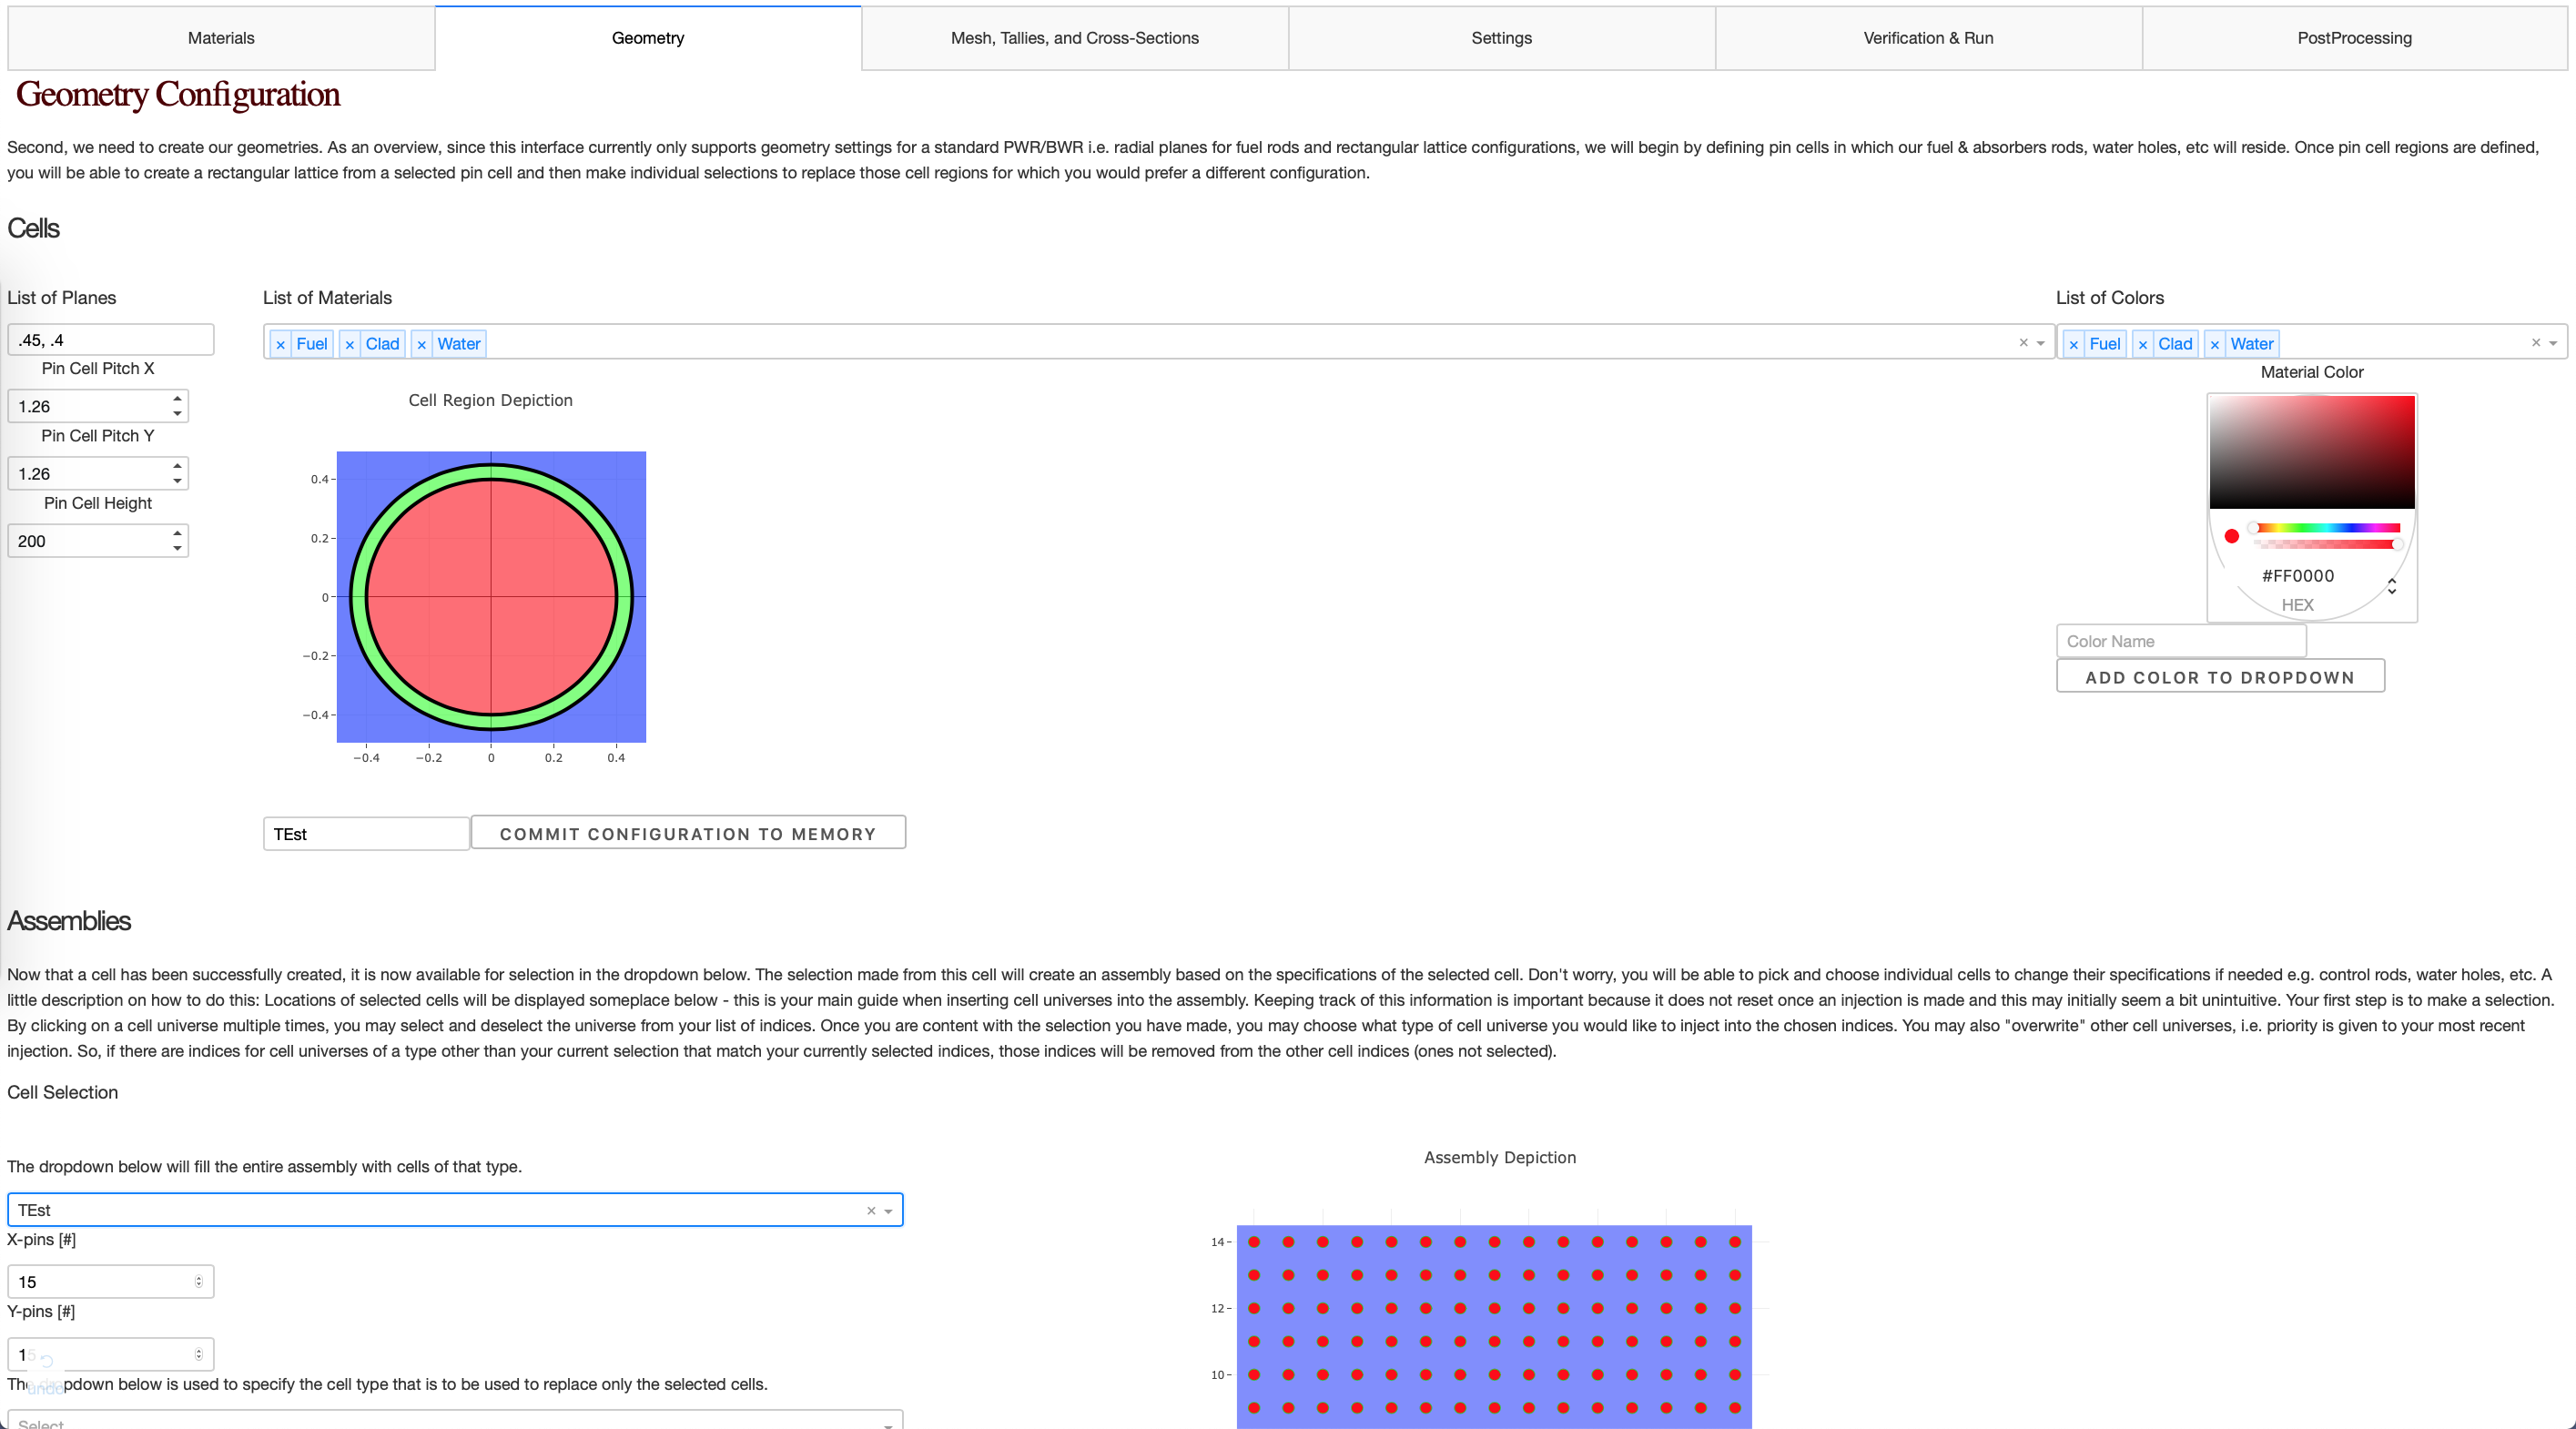 Materials
Geometry
Mesh, Tallies, and Cross-Sections
Settings
Verification & Run
PostProcessing
Geometry Configuration
Second, we need to create our geometries. As an overview, since this interface currently only supports geometry settings for a standard PWR/BWR i.e. radial planes for fuel rods and rectangular lattice configurations, we will begin by defining pin cells in which our fuel & absorbers rods, water holes, etc will reside. Once pin cell regions are defined,
you will be able to create a rectangular lattice from a selected pin cell and then make individual selections to replace those cell regions for which you would prefer a different configuration.
Cells
List of Planes
.45, .4
Pin Cell Pitch X
1.26
Pin Cell Pitch Y
1.26
Pin Cell Height
200
List of Materials
× Fuel × Clad × Water
Cell Region Depiction
0.4
0.2
0
−0.2
−0.4
−0.4 −0.2 0 0.2 0.4
TEst
COMMIT CONFIGURATION TO MEMORY
List of Colors
× Fuel × Clad × Water
Material Color
#FF0000
HEX
Color Name
ADD COLOR TO DROPDOWN
Assemblies
Now that a cell has been successfully created, it is now available for selection in the dropdown below. The selection made from this cell will create an assembly based on the specifications of the selected cell. Don't worry, you will be able to pick and choose individual cells to change their specifications if needed e.g. control rods, water holes, etc. A
little description on how to do this: Locations of selected cells will be displayed someplace below - this is your main guide when inserting cell universes into the assembly. Keeping track of this information is important because it does not reset once an injection is made and this may initially seem a bit unintuitive. Your first step is to make a selection.
By clicking on a cell universe multiple times, you may select and deselect the universe from your list of indices. Once you are content with the selection you have made, you may choose what type of cell universe you would like to inject into the chosen indices. You may also "overwrite" other cell universes, i.e. priority is given to your most recent
injection. So, if there are indices for cell universes of a type other than your current selection that match your currently selected indices, those indices will be removed from the other cell indices (ones not selected).
Cell Selection
The dropdown below will fill the entire assembly with cells of that type.
TEst
X-pins [#]
15
Y-pins [#]
15
undo
The dropdown below is used to specify the cell type that is to be used to replace only the selected cells.
Select
Assembly Depiction
14
12
10